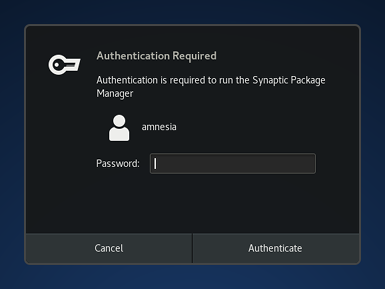 Authentication Required
Authentication is required to run the Synaptic Package
Manager
amnesia
Password:
Cancel
Authenticate